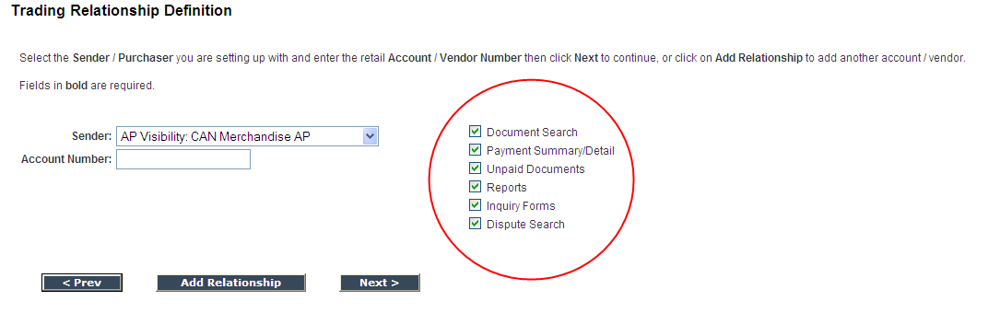 Trading Relationship Definition
Select the Sender / Purchaser you are setting up with and enter the retail Account / Vendor Number then click Next to continue, or click on Add Relationship to add another account / vendor.
Fields in bold are required.
Sender: AP Visibility: CAN Merchandise AP
Account Number:
Document Search
Payment Summary/Detail
Unpaid Documents
Reports
Inquiry Forms
Dispute Search
< Prev Add Relationship Next >